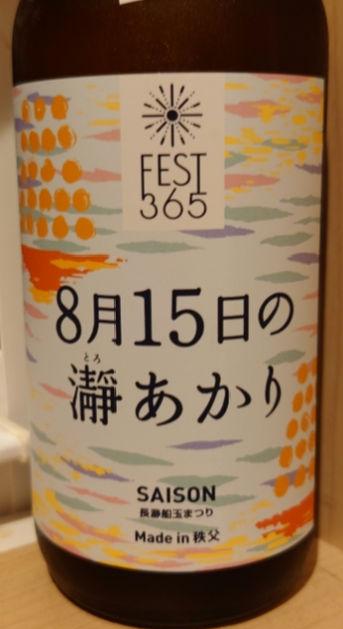 FEST
365
8月15日の
とろ
瀞あかり
SAISON
長瀞船玉まつり
Made in 秩父